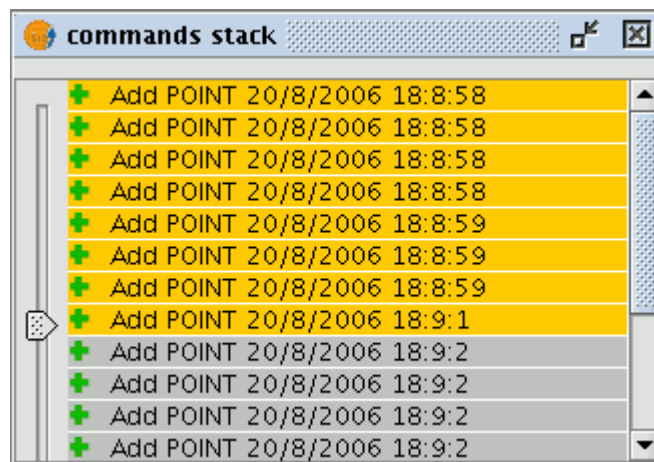 commands stack
Add POINT 20/8/2006 18:8:58
Add POINT 20/8/2006 18:8:58
Add POINT 20/8/2006 18:8:58
Add POINT 20/8/2006 18:8:58
Add POINT 20/8/2006 18:8:59
Add POINT 20/8/2006 18:8:59
Add POINT 20/8/2006 18:8:59
Add POINT 20/8/2006 18:9:1
Add POINT 20/8/2006 18:9:2
Add POINT 20/8/2006 18:9:2
Add POINT 20/8/2006 18:9:2
Add POINT 20/8/2006 18:9:2